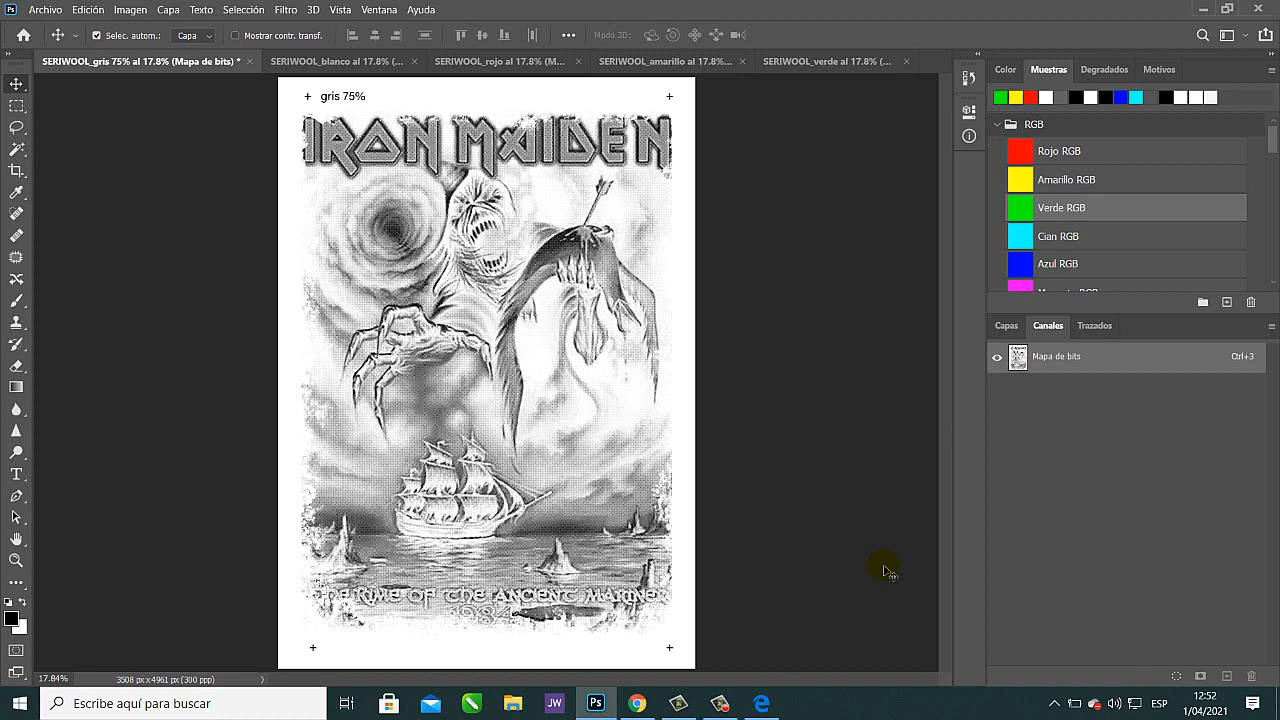 Ps Archivo Edición Imagen Capa Texto Selección Filtro 3D Vista Ventana Ayuda
Selec. autom.: Capa Mostrar contr. transf. Modo 3D:
SERIWOOL_gris 75% al 17.8% (Mapa de bits) * SERIWOOL_blanco al 17.8% (... SERIWOOL_rojo al 17.8% (M... SERIWOOL_amarillo al 17.8%... SERIWOOL_verde al 17.8% (...
Color Muestras Degradados Motivos
gris 75%
IRON MAIDEN
RGB
Rojo RGB
Amarillo RGB
Verde RGB
Cian RGB
Azul RGB
Capas Canales Trazados
Mapa de bits Ctrl+3
RIME OF THE ANCIENT MARINER
1984
17.84% 3508 px x 4961 px (300 ppp)
Escribe aquí para buscar
JW Ps
ESP
12:52
1/04/2021